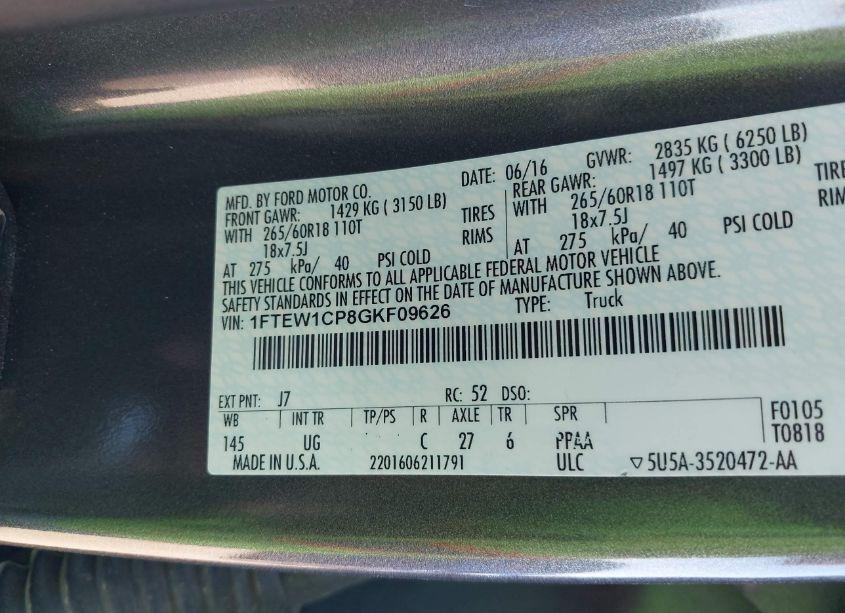 MFD. BY FORD MOTOR CO. DATE: 06/16 GVWR: 2835 KG ( 6250 LB)
FRONT GAWR: 1429 KG ( 3150 LB) REAR GAWR: 1497 KG ( 3300 LB)
WITH 265/60R18 110T TIRES WITH 265/60R18 110T TIRE
18x7.5J RIMS 18x7.5J RIM
AT 275 kPa/ 40 PSI COLD AT 275 kPa/ 40 PSI COLD
THIS VEHICLE CONFORMS TO ALL APPLICABLE FEDERAL MOTOR VEHICLE
SAFETY STANDARDS IN EFFECT ON THE DATE OF MANUFACTURE SHOWN ABOVE.
VIN: 1FTEW1CP8GKF09626 TYPE: Truck
EXT PNT: J7 RC: 52 DSO:
WB INT TR TP/PS R AXLE TR SPR F0105
145 UG C 27 6 PPAA T0818
MADE IN U.S.A. 2201606211791 ULC ▽5U5A-3520472-AA